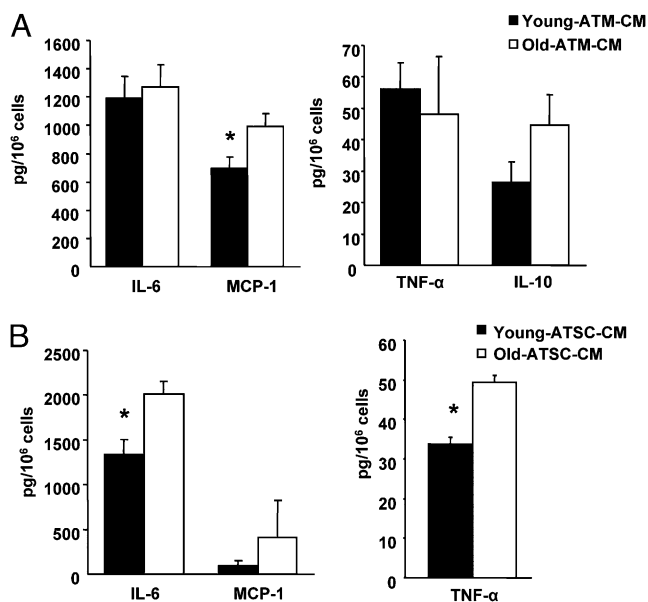 A
Young-ATM-CM
Old-ATM-CM
pg/10⁶ cells
1600
1400
1200
1000
800
600
400
200
0
*
IL-6 MCP-1
pg/10⁶ cells
70
60
50
40
30
20
10
0
TNF-α IL-10
B
Young-ATSC-CM
Old-ATSC-CM
pg/10⁶ cells
2500
2000
1500
1000
500
0
*
IL-6 MCP-1
pg/10⁶ cells
60
50
40
30
20
10
0
*
TNF-α